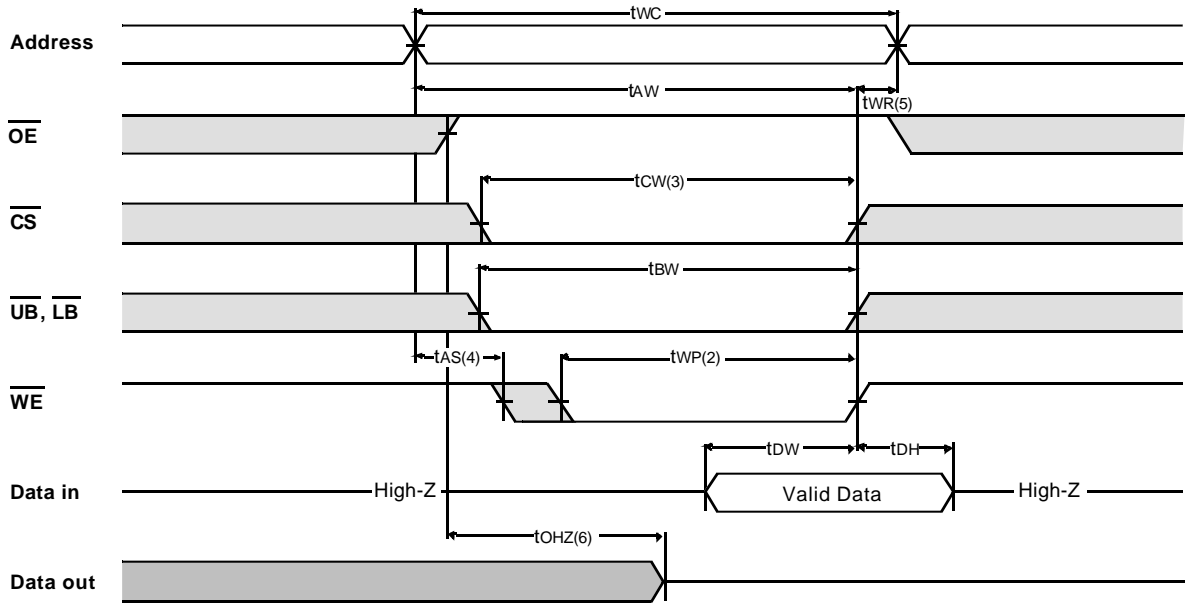 tWC
Address
tAW
tWR(5)
OE
tCW(3)
CS
tBW
UB, LB
tAS(4)
tWP(2)
WE
tDW
tDH
Data in
High-Z
Valid Data
High-Z
tOHZ(6)
Data out